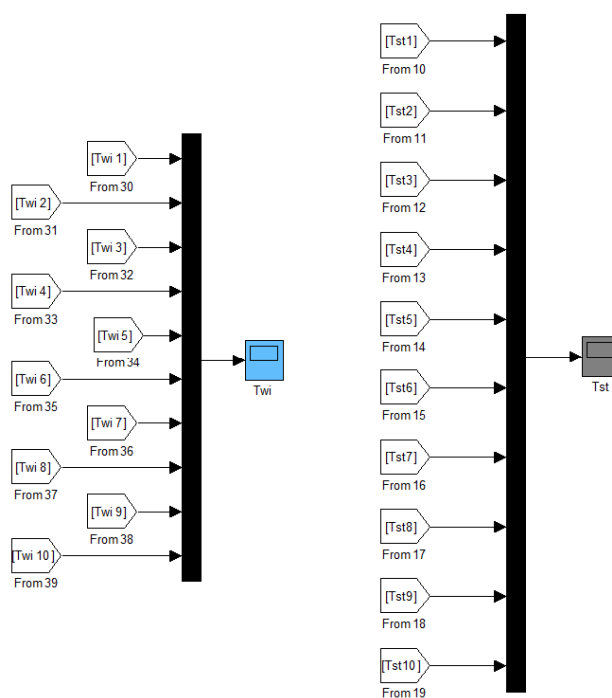 [Twi 1]
From 30
[Twi 2]
From 31
[Twi 3]
From 32
[Twi 4]
From 33
[Twi 5]
From 34
[Twi 6]
From 35
[Twi 7]
From 36
[Twi 8]
From 37
[Twi 9]
From 38
[Twi 10]
From 39
Twi
[Tst1]
From 10
[Tst2]
From 11
[Tst3]
From 12
[Tst4]
From 13
[Tst5]
From 14
[Tst6]
From 15
[Tst7]
From 16
[Tst8]
From 17
[Tst9]
From 18
[Tst10]
From 19
Tst